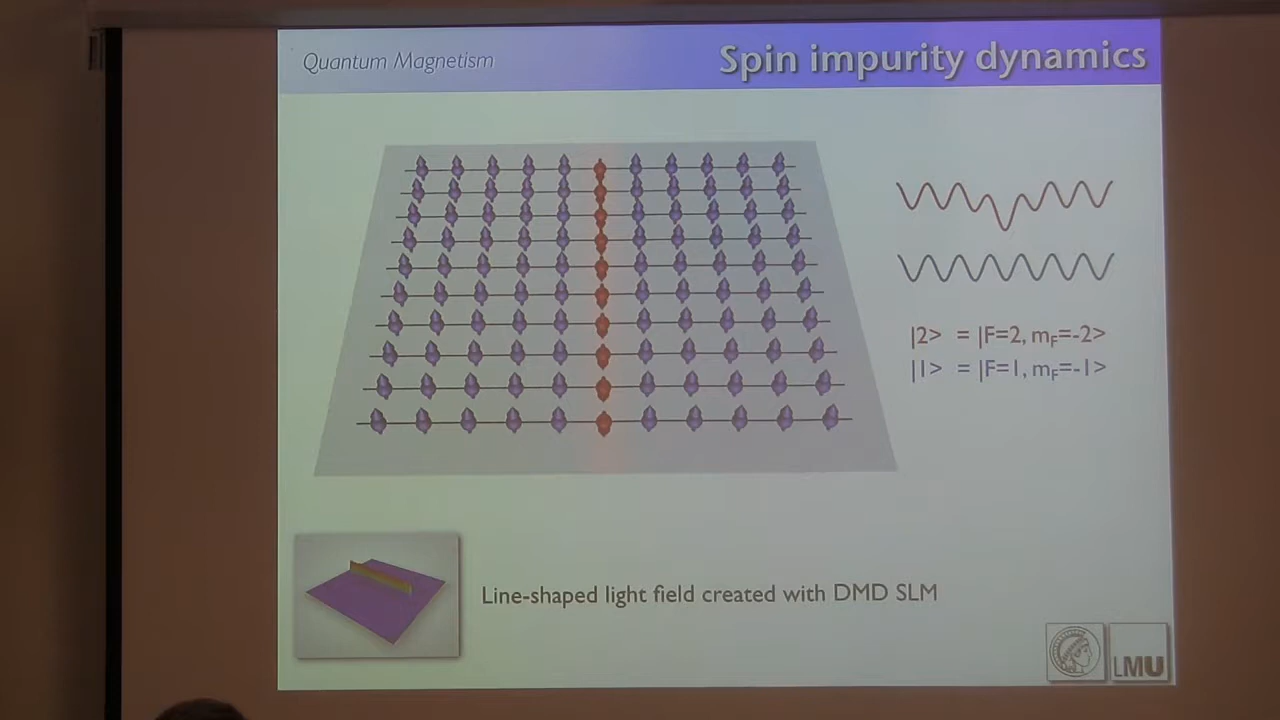 Quantum Magnetism
Spin impurity dynamics
|2> = |F=2, mF=-2>
|1> = |F=1, mF=-1>
Line-shaped light field created with DMD SLM
LMU